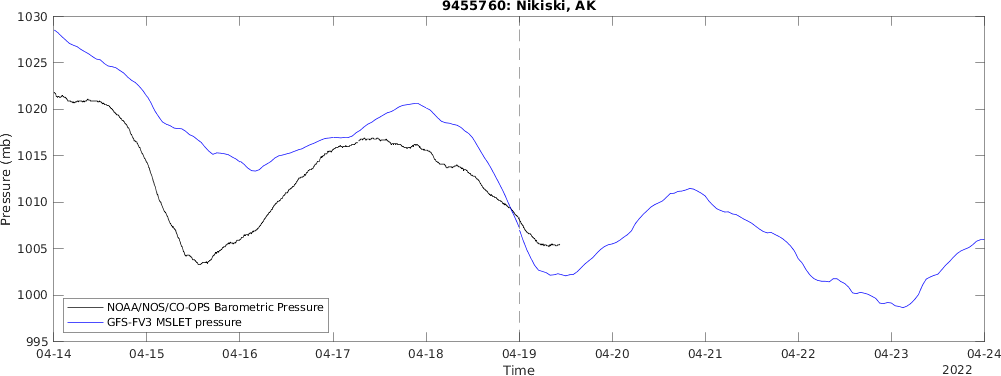 9455760: Nikiski, AK
1030
1025
1020
1015
1010
1005
1000
995
Pressure (mb)
NOAA/NOS/CO-OPS Barometric Pressure
GFS-FV3 MSLET pressure
04-14 04-15 04-16 04-17 04-18 04-19 04-20 04-21 04-22 04-23 04-24
Time
2022